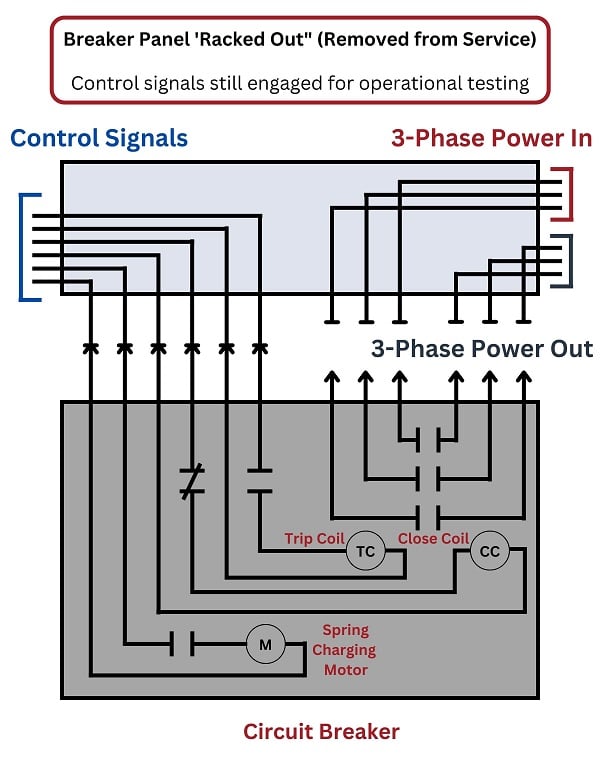 Breaker Panel 'Racked Out" (Removed from Service)
Control signals still engaged for operational testing
Control Signals
3-Phase Power In
3-Phase Power Out
Trip Coil
TC
Close Coil
CC
M
Spring
Charging
Motor
Circuit Breaker